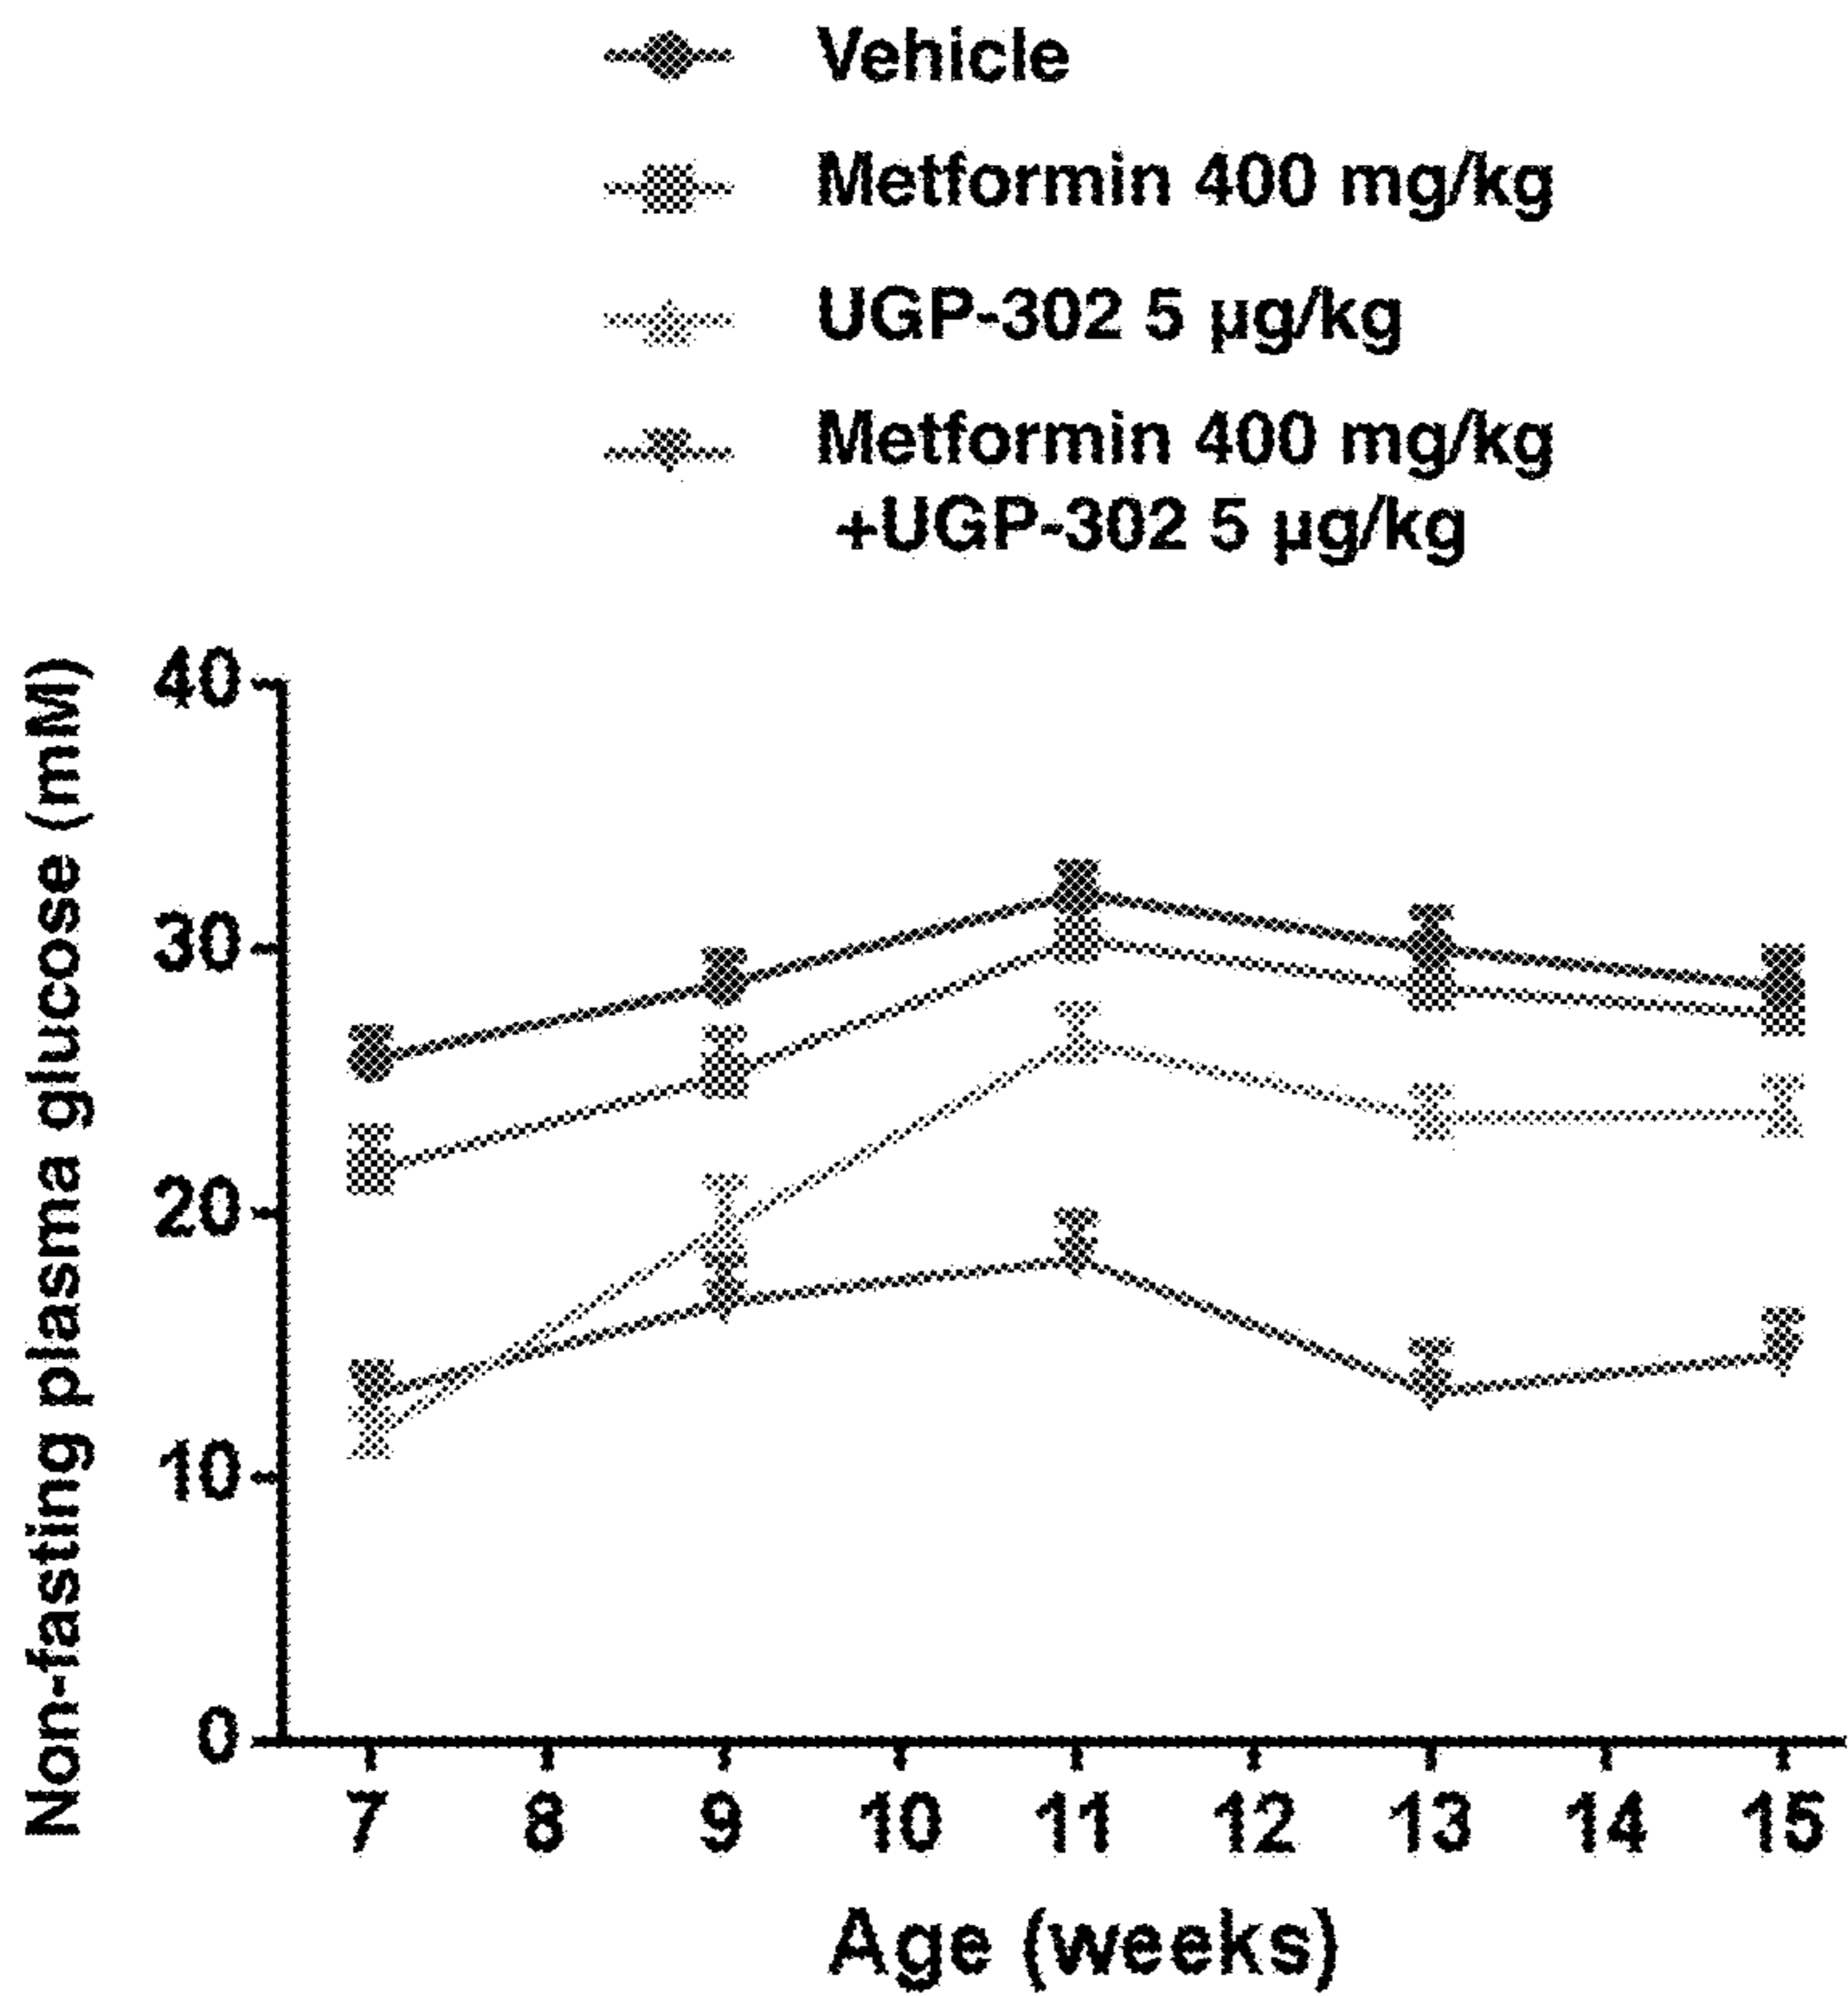 Vehicle
Metformin 400 mg/kg
UGP-302 5 µg/kg
Metformin 400 mg/kg
+UGP-302 5 µg/kg
Non-fasting plasma glucose (mM)
40
30
20
10
0
7 8 9 10 11 12 13 14 15
Age (weeks)